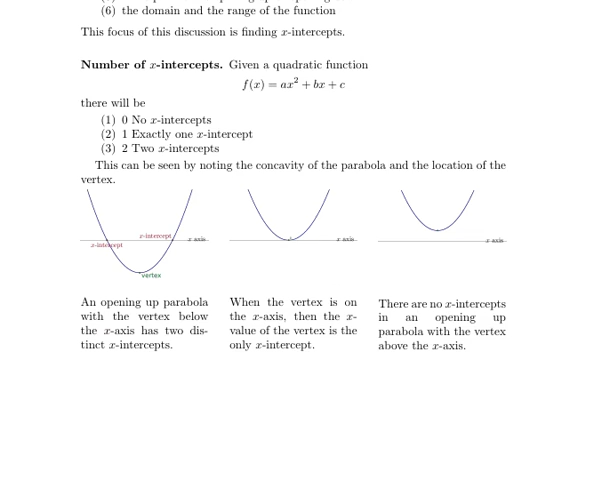 (6) the domain and the range of the function
This focus of this discussion is finding x-intercepts.
Number of x-intercepts. Given a quadratic function
f(x) = ax² + bx + c
there will be
(1) 0 No x-intercepts
(2) 1 Exactly one x-intercept
(3) 2 Two x-intercepts
This can be seen by noting the concavity of the parabola and the location of the
vertex.
x-intercept
x axis
x-intercept
vertex
x axis
x axis
An opening up parabola
with the vertex below
the x-axis has two dis-
tinct x-intercepts.
When the vertex is on
the x-axis, then the x-
value of the vertex is the
only x-intercept.
There are no x-intercepts
in an opening up
parabola with the vertex
above the x-axis.